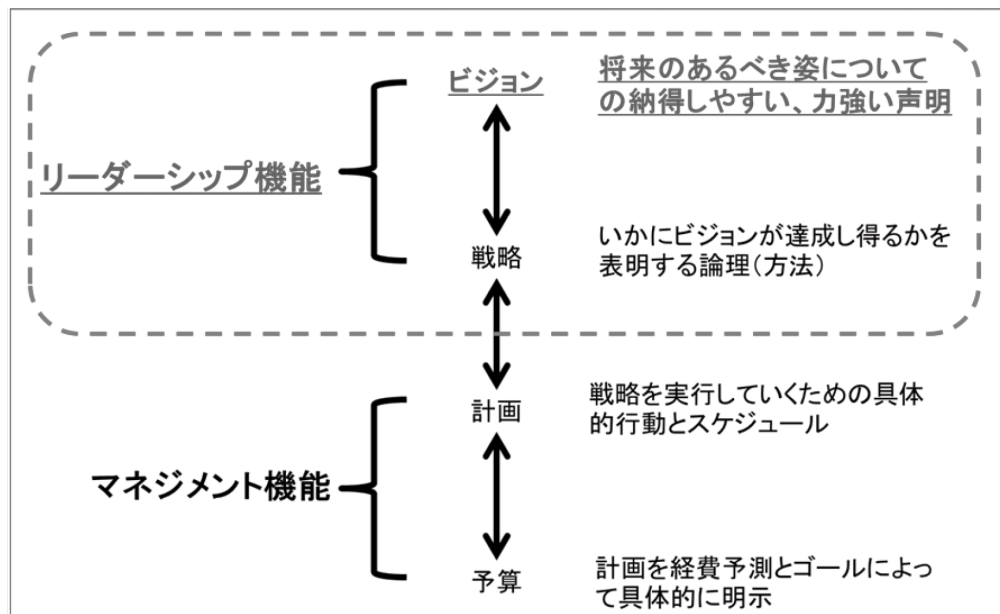 ビジョン
将来のあるべき姿について
の納得しやすい、力強い声明
リーダーシップ機能
戦略
いかにビジョンが達成し得るかを
表明する論理(方法)
計画
戦略を実行していくための具体
的行動とスケジュール
マネジメント機能
予算
計画を経費予測とゴールによっ
て具体的に明示